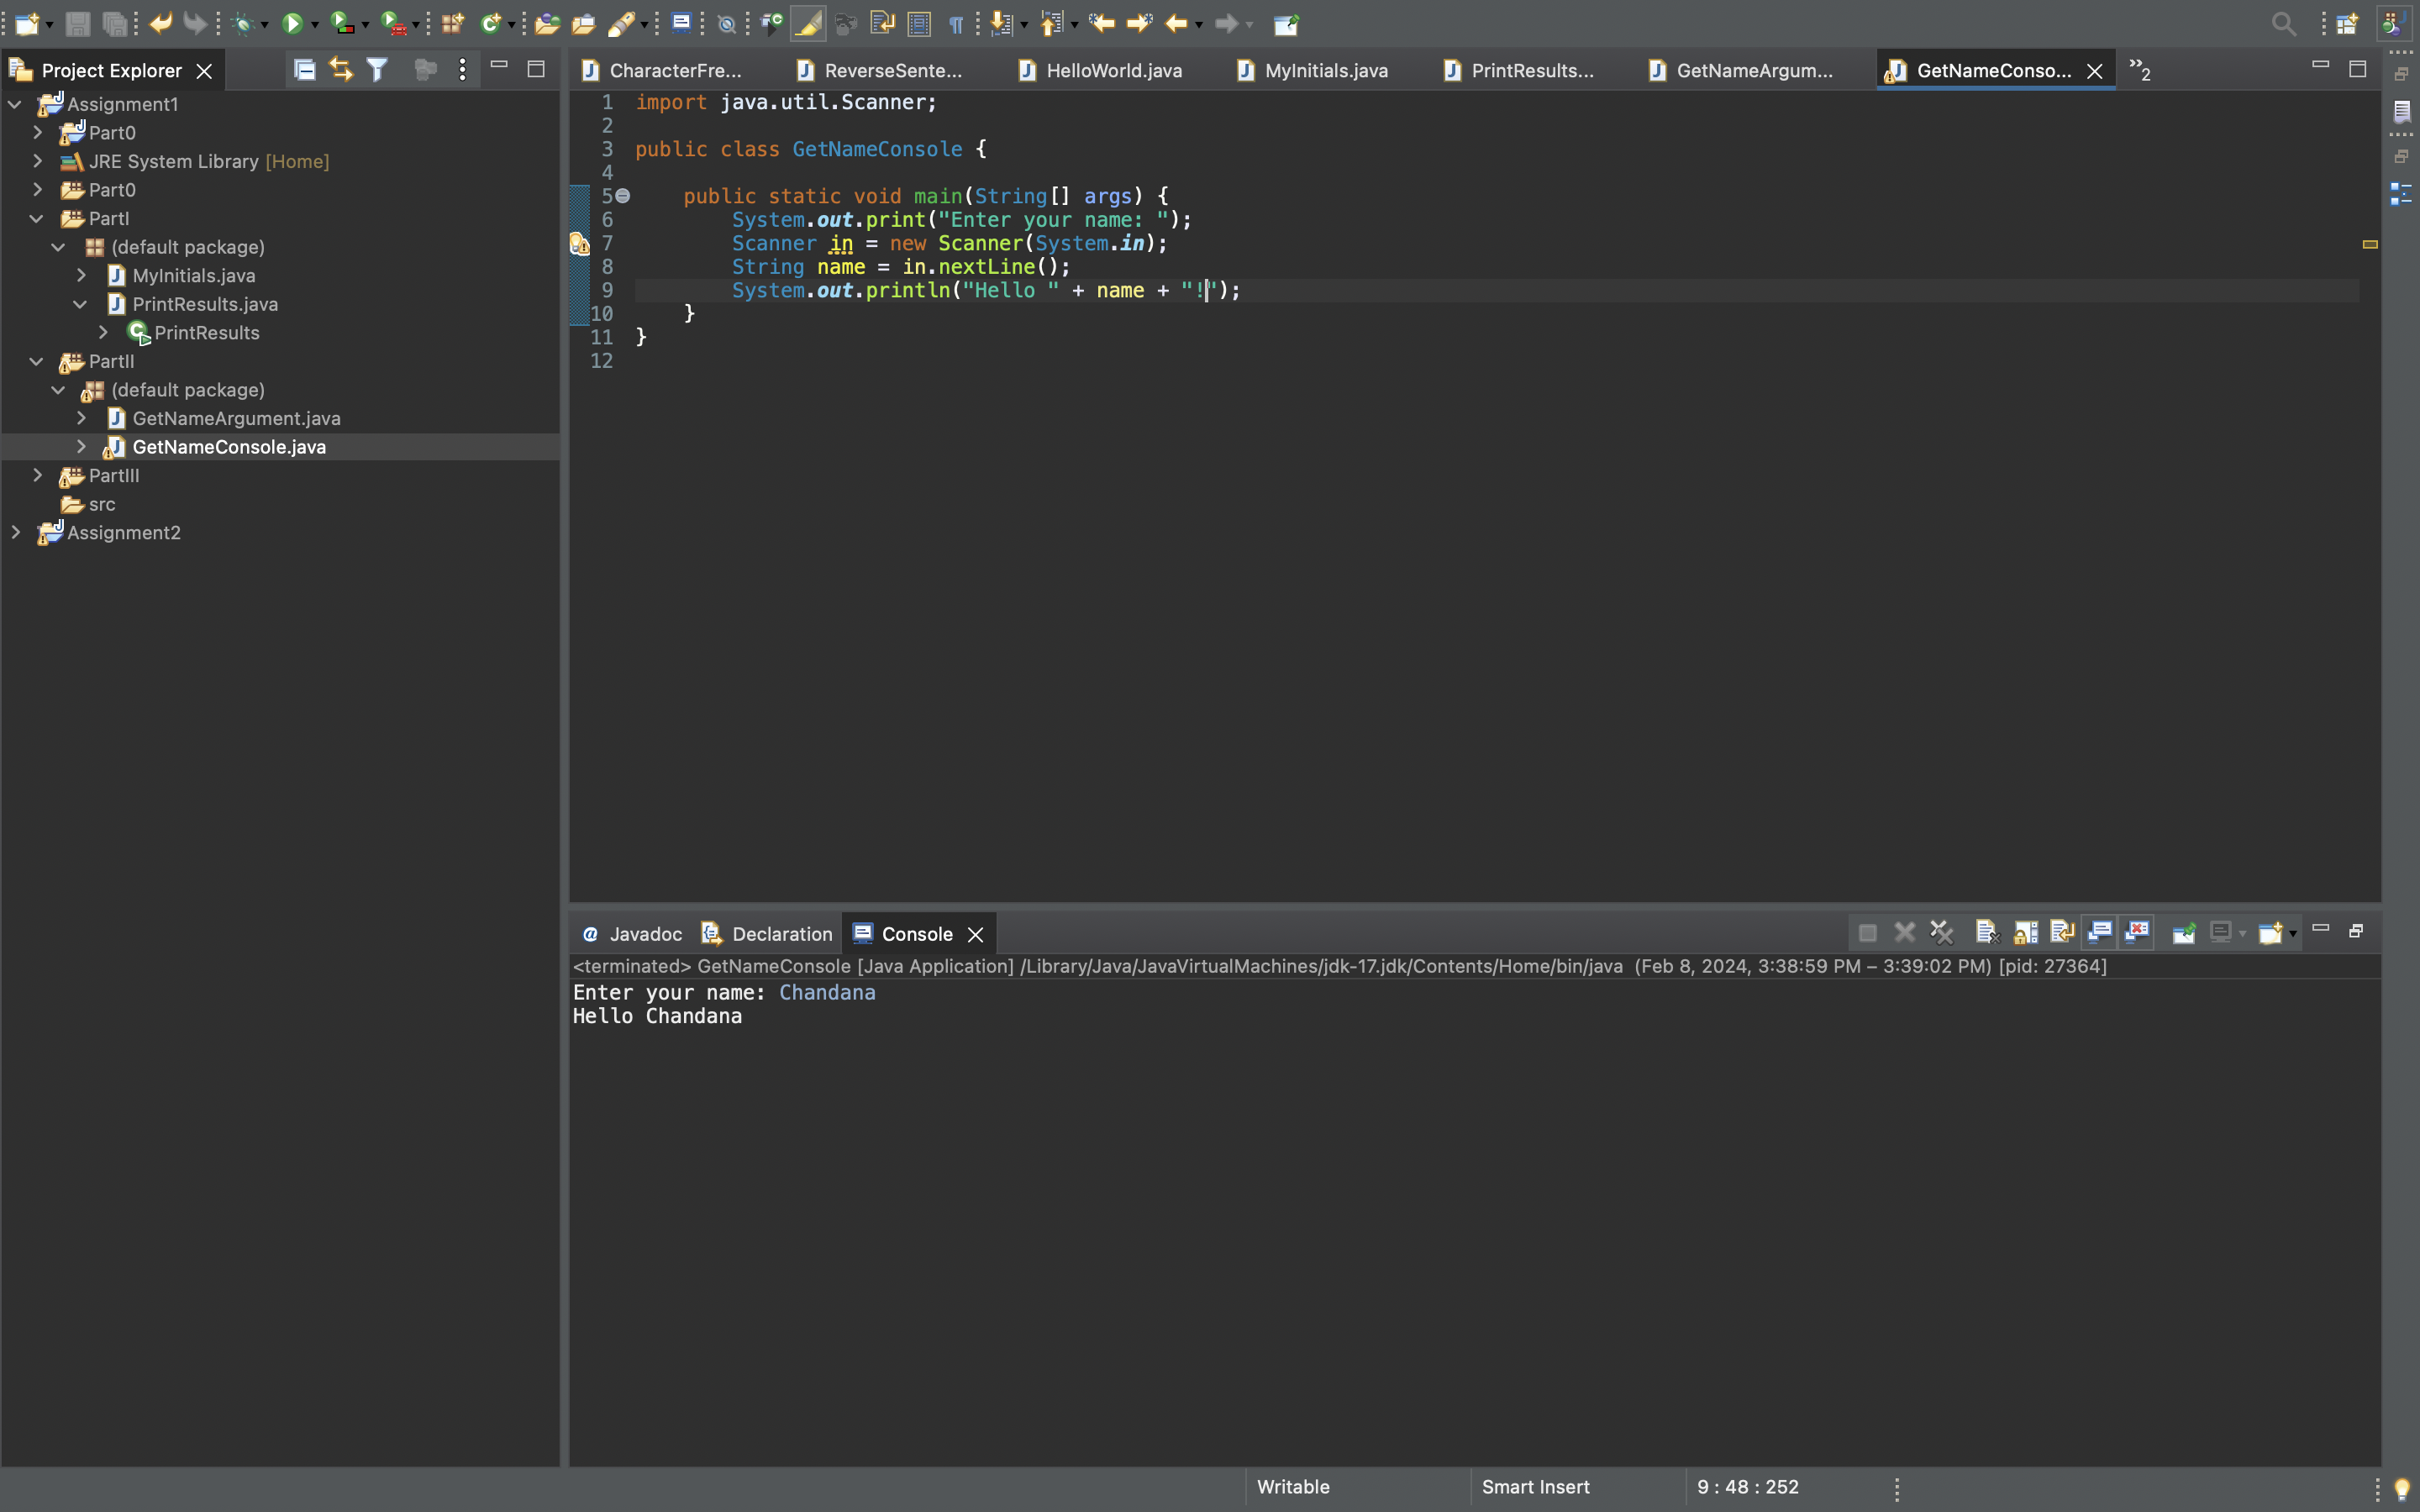 Project Explorer
Assignment1
Part0
JRE System Library [Home]
Part0
PartI
(default package)
MyInitials.java
PrintResults.java
PrintResults
PartII
(default package)
GetNameArgument.java
GetNameConsole.java
PartIII
src
Assignment2
CharacterFre... ReverseSente... HelloWorld.java MyInitials.java PrintResults... GetNameArgum... GetNameConso... »2
1 import java.util.Scanner;
2
3 public class GetNameConsole {
4
5 public static void main(String[] args) {
6 System.out.print("Enter your name: ");
7 Scanner in = new Scanner(System.in);
8 String name = in.nextLine();
9 System.out.println("Hello " + name + "!");
10 }
11 }
12
@ Javadoc Declaration Console
<terminated> GetNameConsole [Java Application] /Library/Java/JavaVirtualMachines/jdk-17.jdk/Contents/Home/bin/java (Feb 8, 2024, 3:38:59 PM – 3:39:02 PM) [pid: 27364]
Enter your name: Chandana
Hello Chandana
Writable Smart Insert 9 : 48 : 252